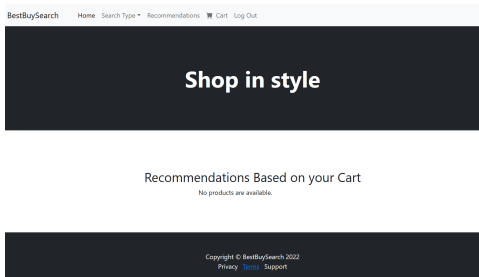 BestBuySearch Home Search Type Recommendations Cart Log Out
Shop in style
Recommendations Based on your Cart
No products are available.
Copyright © BestBuySearch 2022
Privacy Terms Support